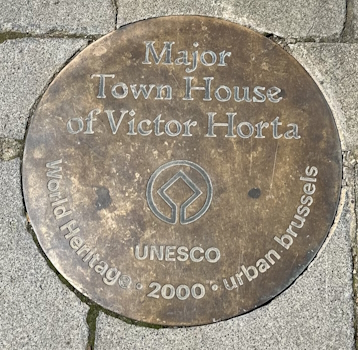 Major
Town House
of Victor Horta
UNESCO
World Heritage • 2000 • urban brussels